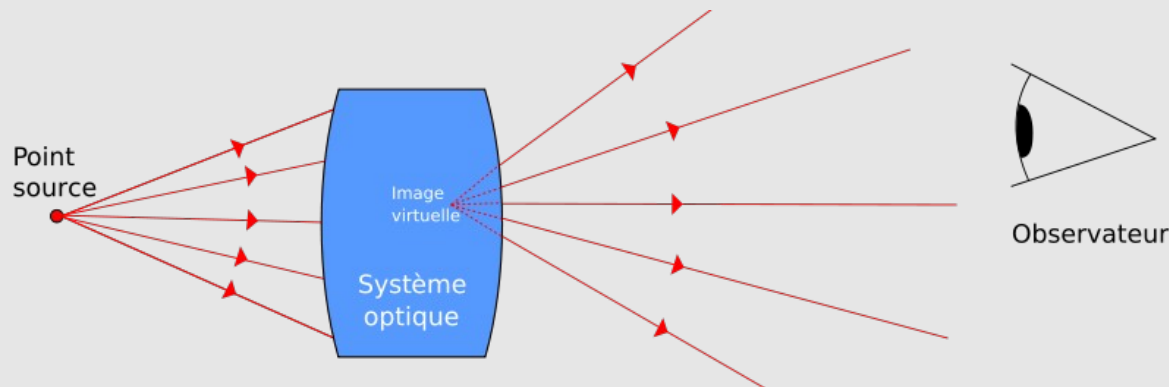 Point
source
Image
virtuelle
Système
optique
Observateur